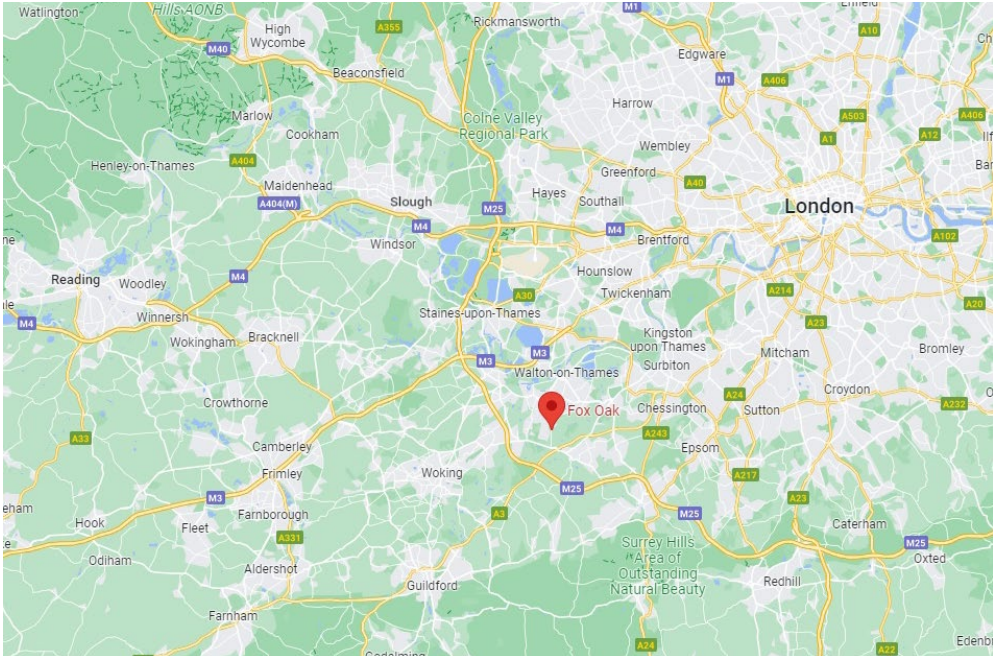 Watlington
Hills AONB
High
Wycombe
A355
Rickmansworth
M1
Enfield
A10
M40
Edgware
Beaconsfield
M1
A406
Harrow
A503
A406
Marlow
Cookham
Colne Valley
Regional Park
A1
A12
Wembley
Henley-on-Thames
A404
Greenford
A40
Maidenhead
A404(M)
Slough
Hayes
Southall
London
M25
M4
M4
Windsor
Brentford
A102
Reading
Woodley
M4
Hounslow
A30
Twickenham
A214
A20
M4
Winnersh
Staines-upon-Thames
A23
Wokingham
Bracknell
Kingston
upon Thames
M3
M3
Mitcham
Bromley
Surbiton
Walton-on-Thames
Crowthorne
A24
Croydon
Fox Oak
Chessington
Sutton
A232
A33
A243
Camberley
Epsom
Frimley
Woking
A217
M25
M3
A23
Hook
Fleet
Farnborough
A3
M25
Caterham
A331
M25
Oxted
Odiham
Aldershot
Surrey Hills
Area of
Outstanding
Natural Beauty
Guildford
Redhill
Farnham
A24
A22
Godalming